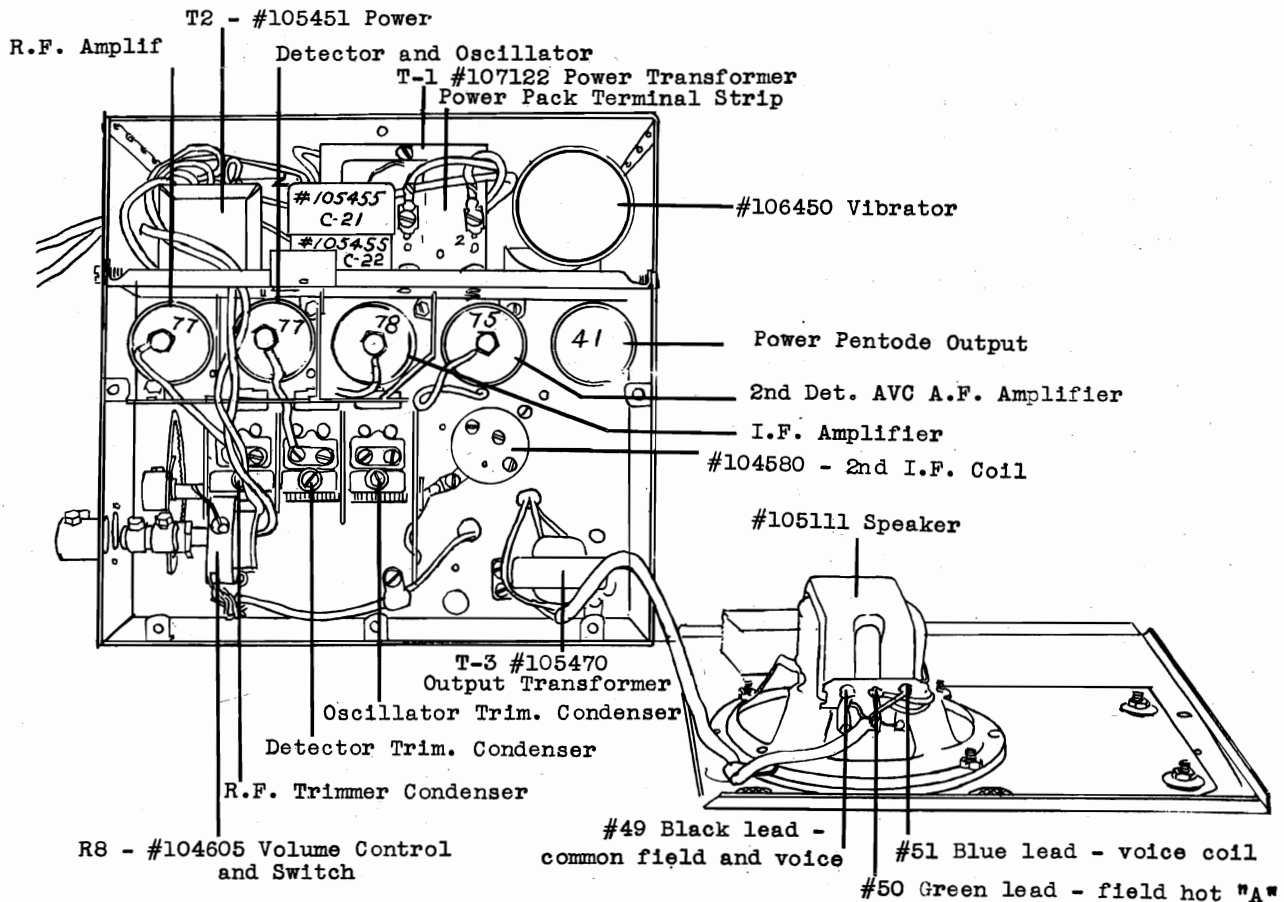 T2 - #105451 Power
R.F. Amplif
Detector and Oscillator
T-1 #107122 Power Transformer
Power Pack Terminal Strip
#105455
C-21
#105455
C-22
1
2
#106450 Vibrator
77
77
78
75
41
Power Pentode Output
2nd Det. AVC A.F. Amplifier
I.F. Amplifier
#104580 - 2nd I.F. Coil
#105111 Speaker
T-3 #105470
Output Transformer
Oscillator Trim. Condenser
Detector Trim. Condenser
R.F. Trimmer Condenser
R8 - #104605 Volume Control
and Switch
#49 Black lead -
common field and voice
#51 Blue lead - voice coil
#50 Green lead - field hot "A"